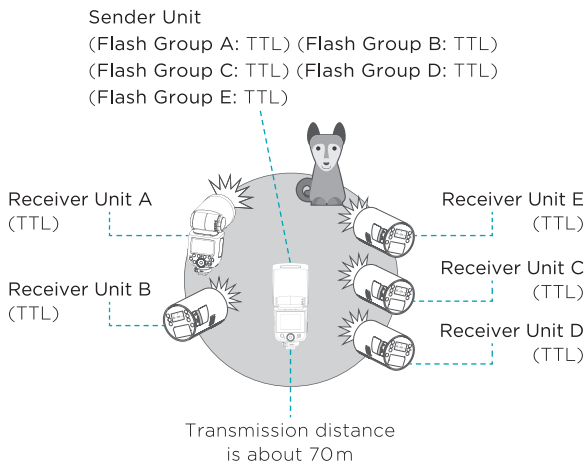 Sender Unit
(Flash Group A: TTL) (Flash Group B: TTL)
(Flash Group C: TTL) (Flash Group D: TTL)
(Flash Group E: TTL)
Receiver Unit A
(TTL)
Receiver Unit B
(TTL)
Receiver Unit E
(TTL)
Receiver Unit C
(TTL)
Receiver Unit D
(TTL)
Transmission distance
is about 70m